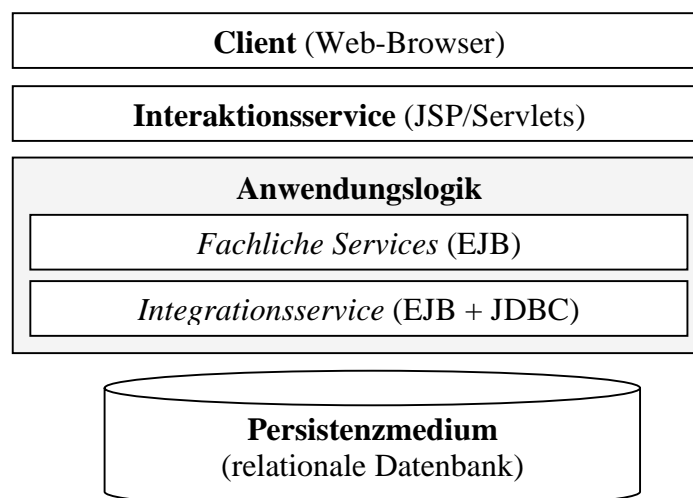 Client (Web-Browser)
Interaktionsservice (JSP/Servlets)
Anwendungslogik
Fachliche Services (EJB)
Integrationsservice (EJB + JDBC)
Persistenzmedium
(relationale Datenbank)